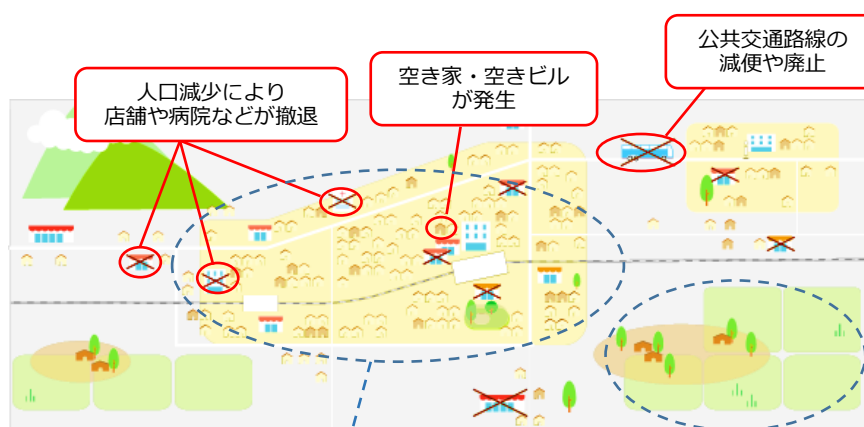 公共交通路線の
減便や廃止
空き家・空きビル
が発生
人口減少により
店舗や病院などが撤退